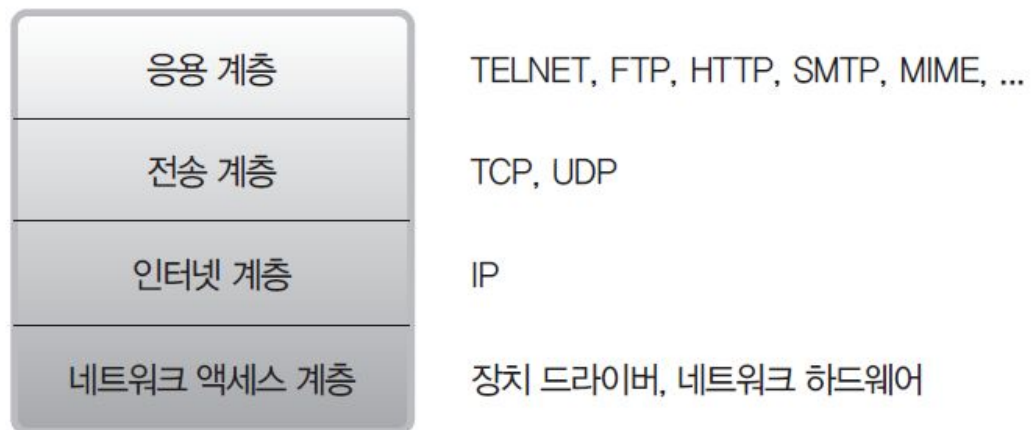 응용 계층 TELNET, FTP, HTTP, SMTP, MIME, ...
전송 계층 TCP, UDP
인터넷 계층 IP
네트워크 액세스 계층 장치 드라이버, 네트워크 하드웨어